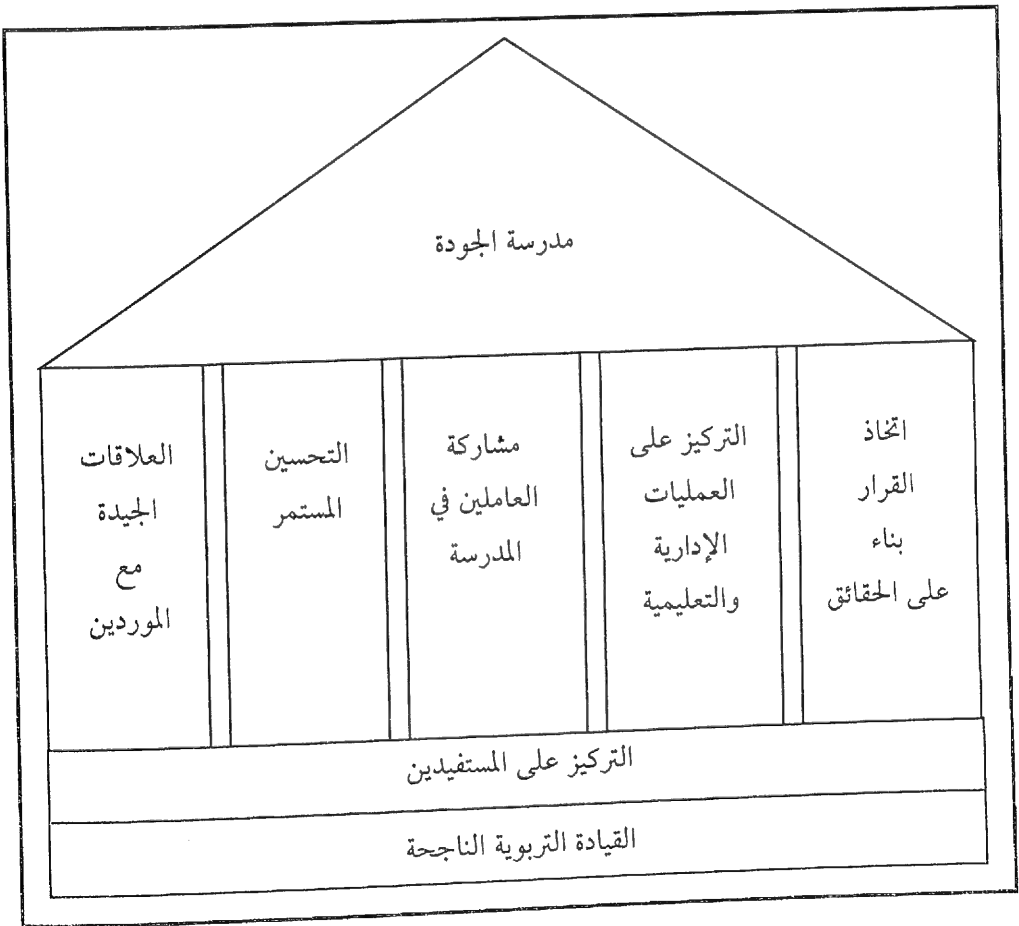 مدرسة الجودة
اتخاذ
القرار
بناء
على الحقائق
التركيز على
العمليات
الإدارية
والتعليمية
مشاركة
العاملين في
المدرسة
التحسين
المستمر
العلاقات
الجيدة
مع
الموردين
التركيز على المستفيدين
القيادة التربوية الناجحة